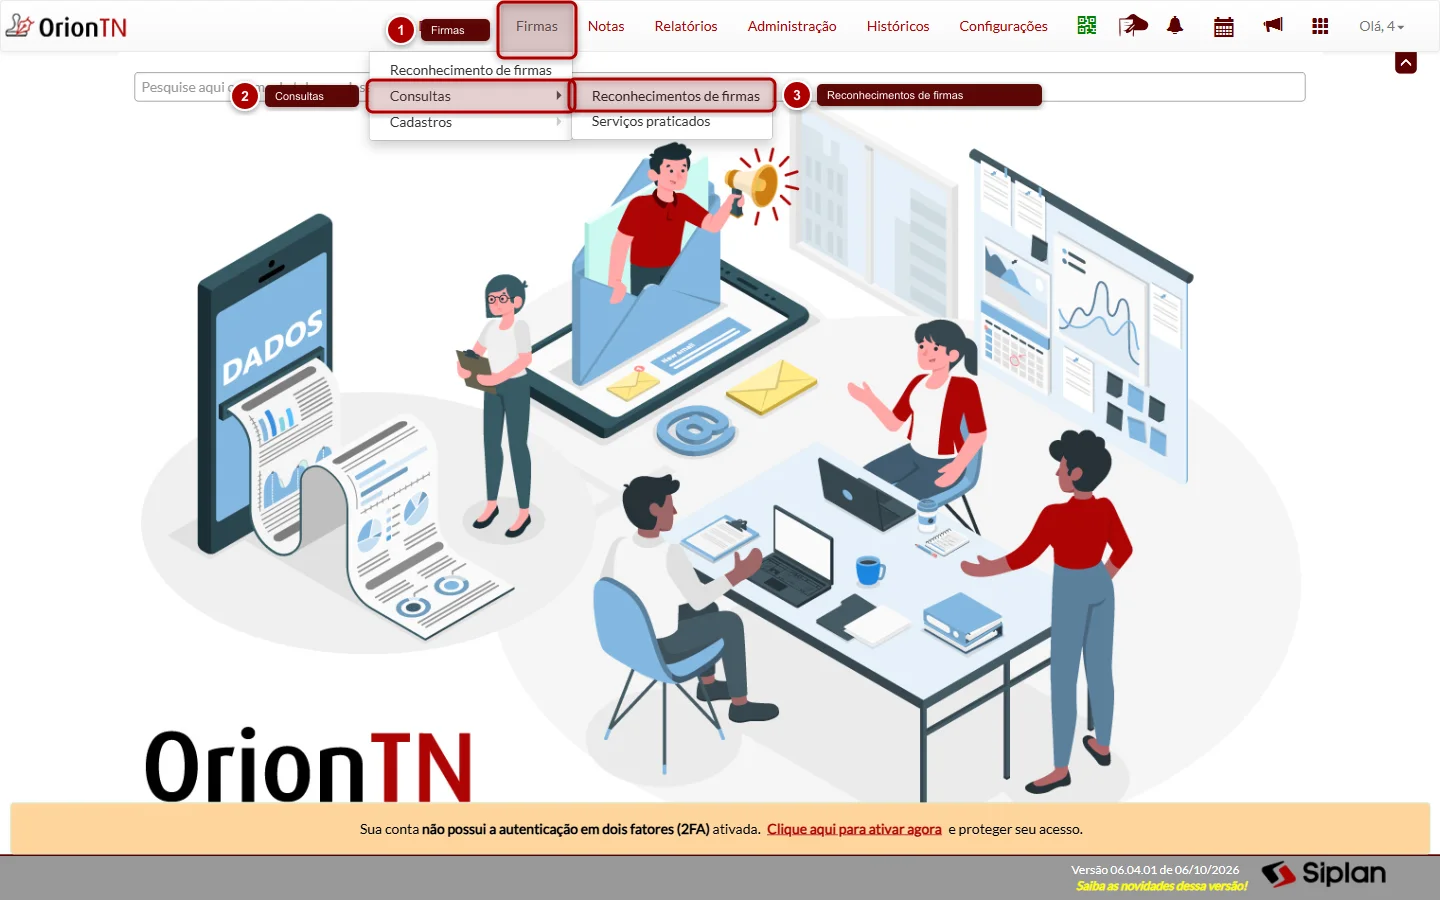 OrionTN
1
Firmas
Firmas
Notas
Relatórios
Administração
Históricos
Configurações
Olá, 4
Reconhecimento de firmas
Pesquise aqui
2
Consultas
Consultas
Reconhecimentos de firmas
3
Reconhecimentos de firmas
Cadastros
Serviços praticados
DADOS
New email
@
OrionTN
Sua conta não possui a autenticação em dois fatores (2FA) ativada. Clique aqui para ativar agora e proteger seu acesso.
Versão 06.04.01 de 06/10/2026
Saiba as novidades dessa versão!
Siplan